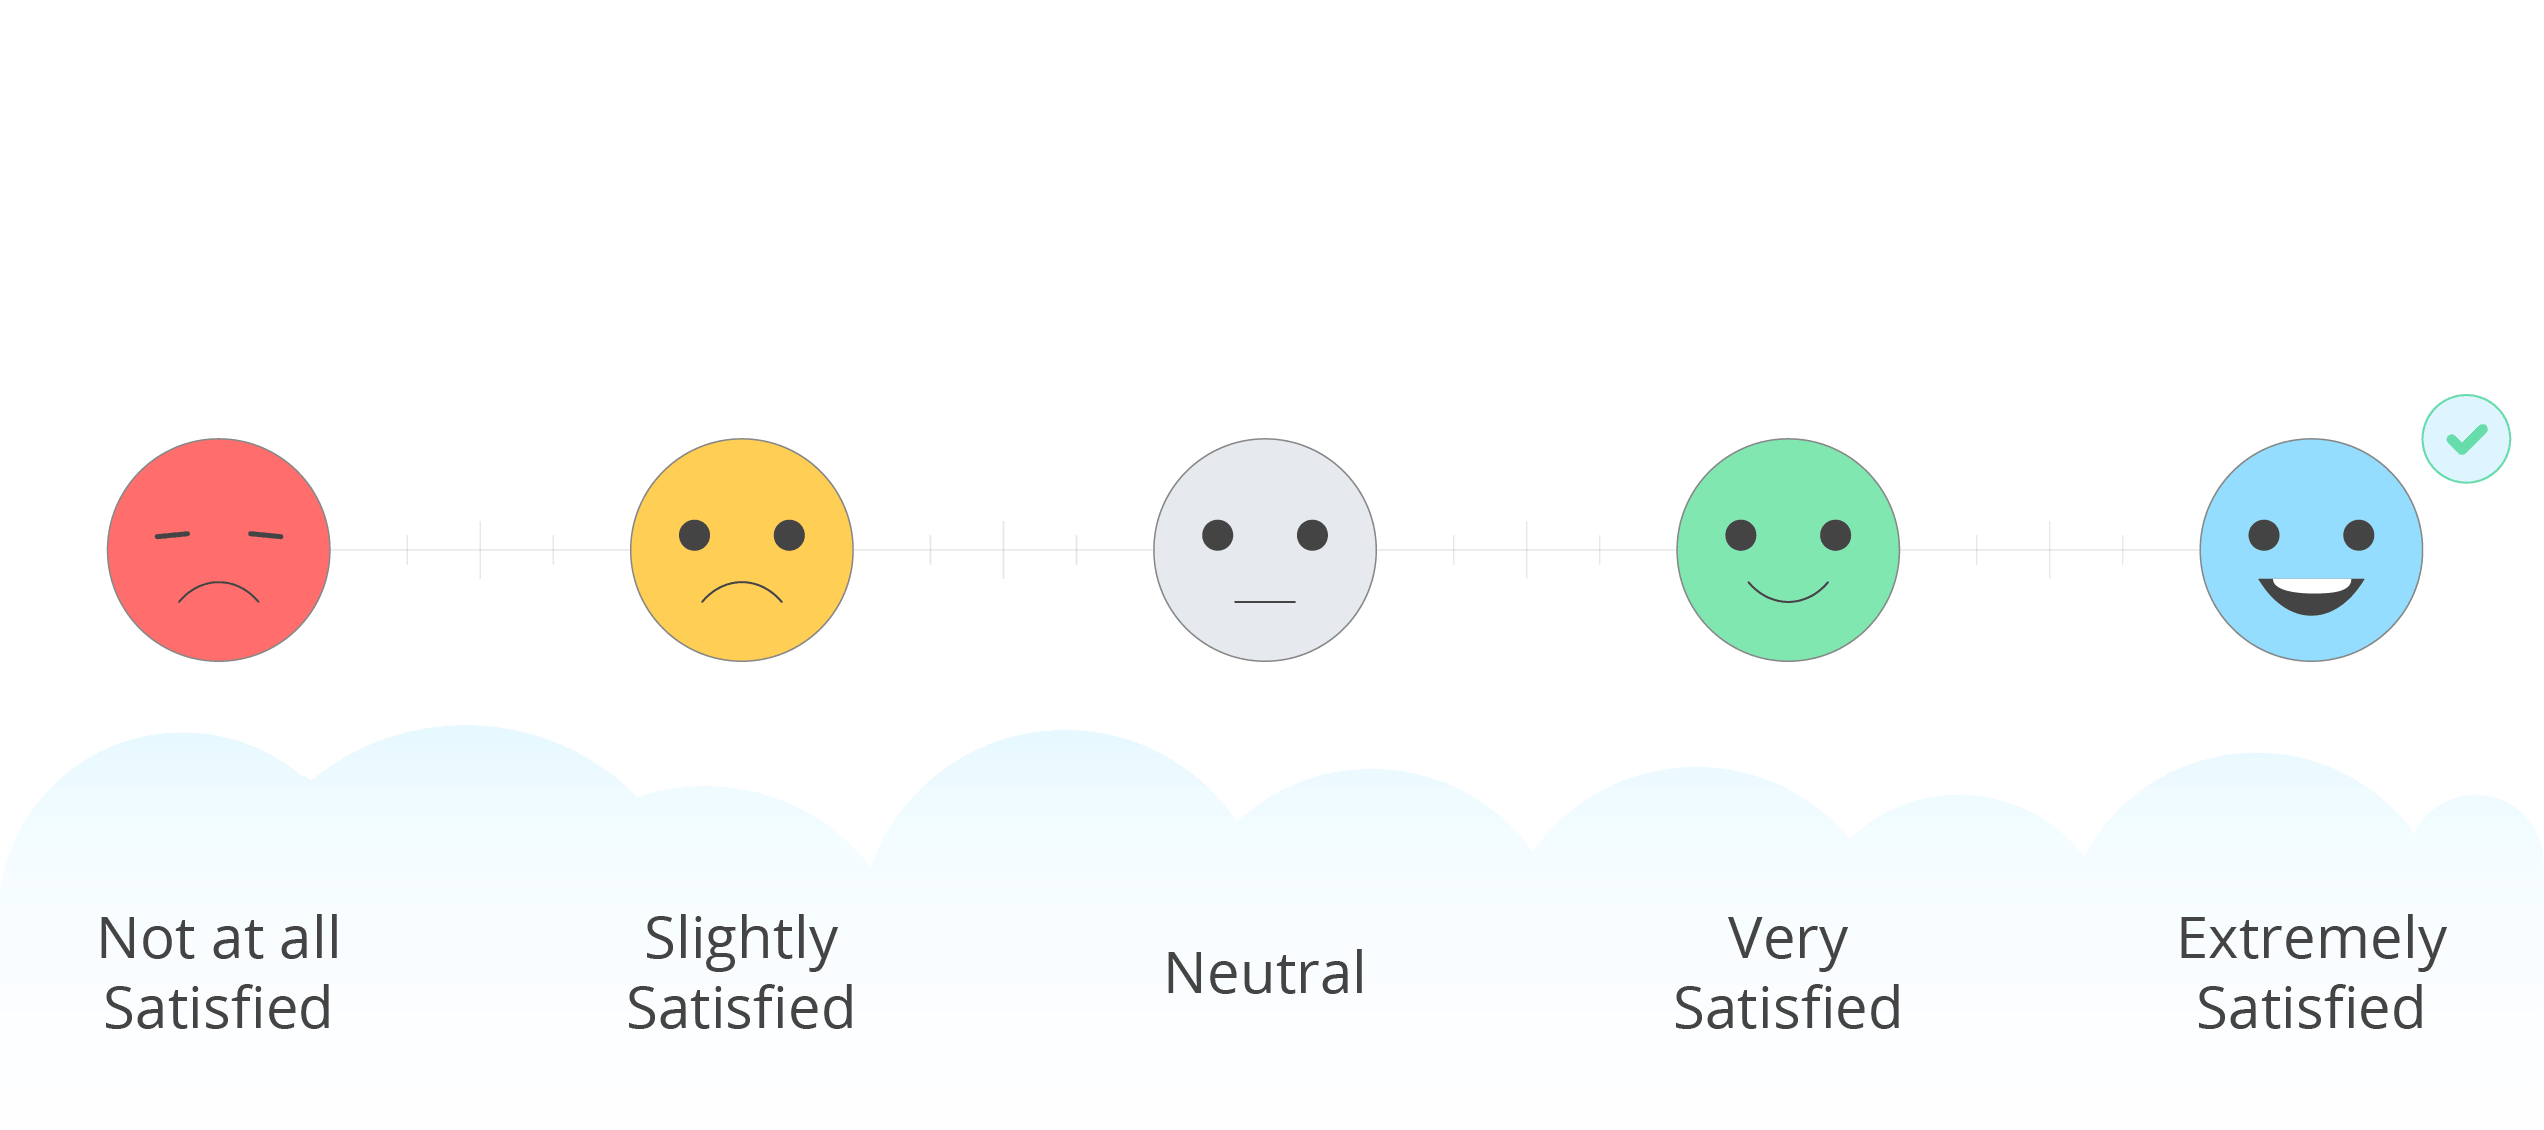 Not at all
Satisfied
Slightly
Satisfied
Neutral
Very
Satisfied
Extremely
Satisfied